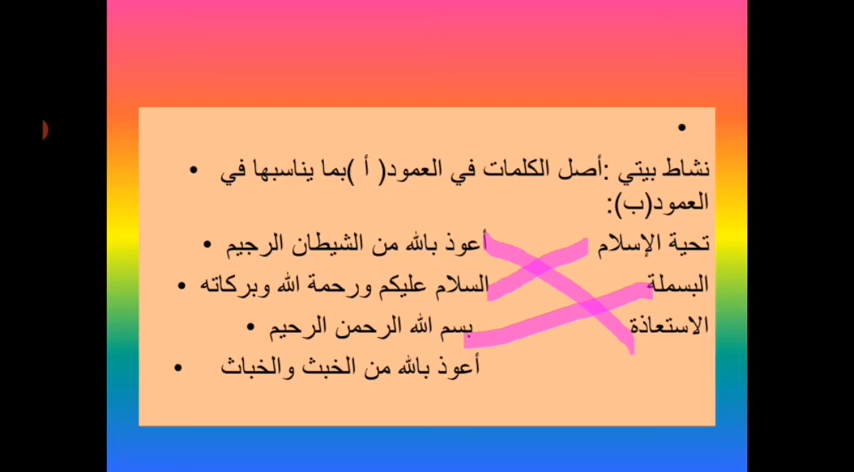 نشاط بيتي :أصل الكلمات في العمود( أ )بما يناسبها في
العمود(ب):
تحية الإسلام أعوذ بالله من الشيطان الرجيم
البسملة السلام عليكم ورحمة الله وبركاته
الاستعاذة بسم الله الرحمن الرحيم
أعوذ بالله من الخبث والخباث